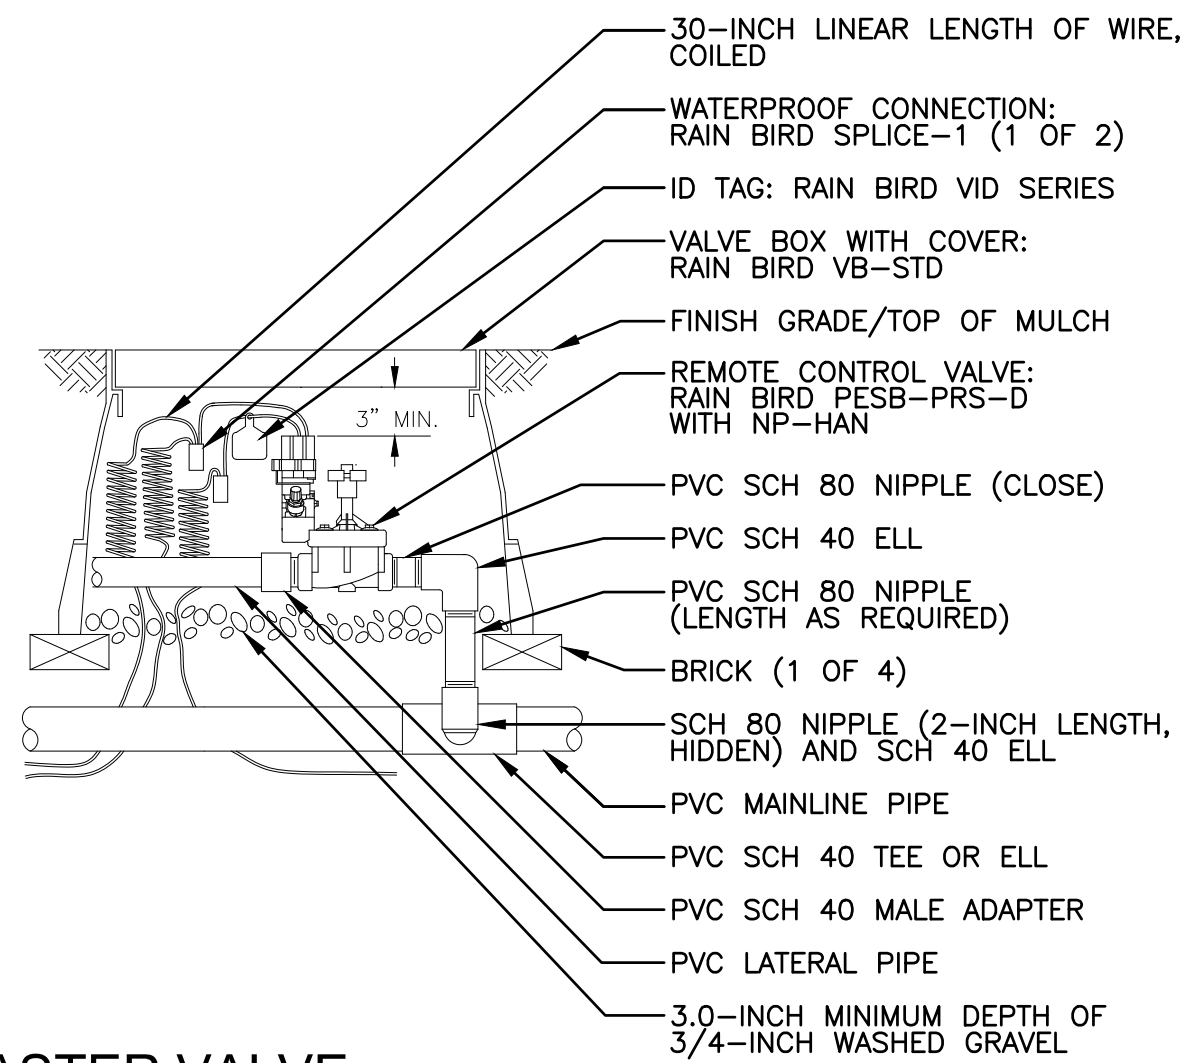 30-INCH LINEAR LENGTH OF WIRE,
COILED
WATERPROOF CONNECTION:
RAIN BIRD SPLICE-1 (1 OF 2)
ID TAG: RAIN BIRD VID SERIES
VALVE BOX WITH COVER:
RAIN BIRD VB-STD
FINISH GRADE/TOP OF MULCH
REMOTE CONTROL VALVE:
RAIN BIRD PESB-PRS-D
WITH NP-HAN
3" MIN.
PVC SCH 80 NIPPLE (CLOSE)
PVC SCH 40 ELL
PVC SCH 80 NIPPLE
(LENGTH AS REQUIRED)
BRICK (1 OF 4)
SCH 80 NIPPLE (2-INCH LENGTH,
HIDDEN) AND SCH 40 ELL
PVC MAINLINE PIPE
PVC SCH 40 TEE OR ELL
PVC SCH 40 MALE ADAPTER
PVC LATERAL PIPE
3.0-INCH MINIMUM DEPTH OF
3/4-INCH WASHED GRAVEL
VALVE